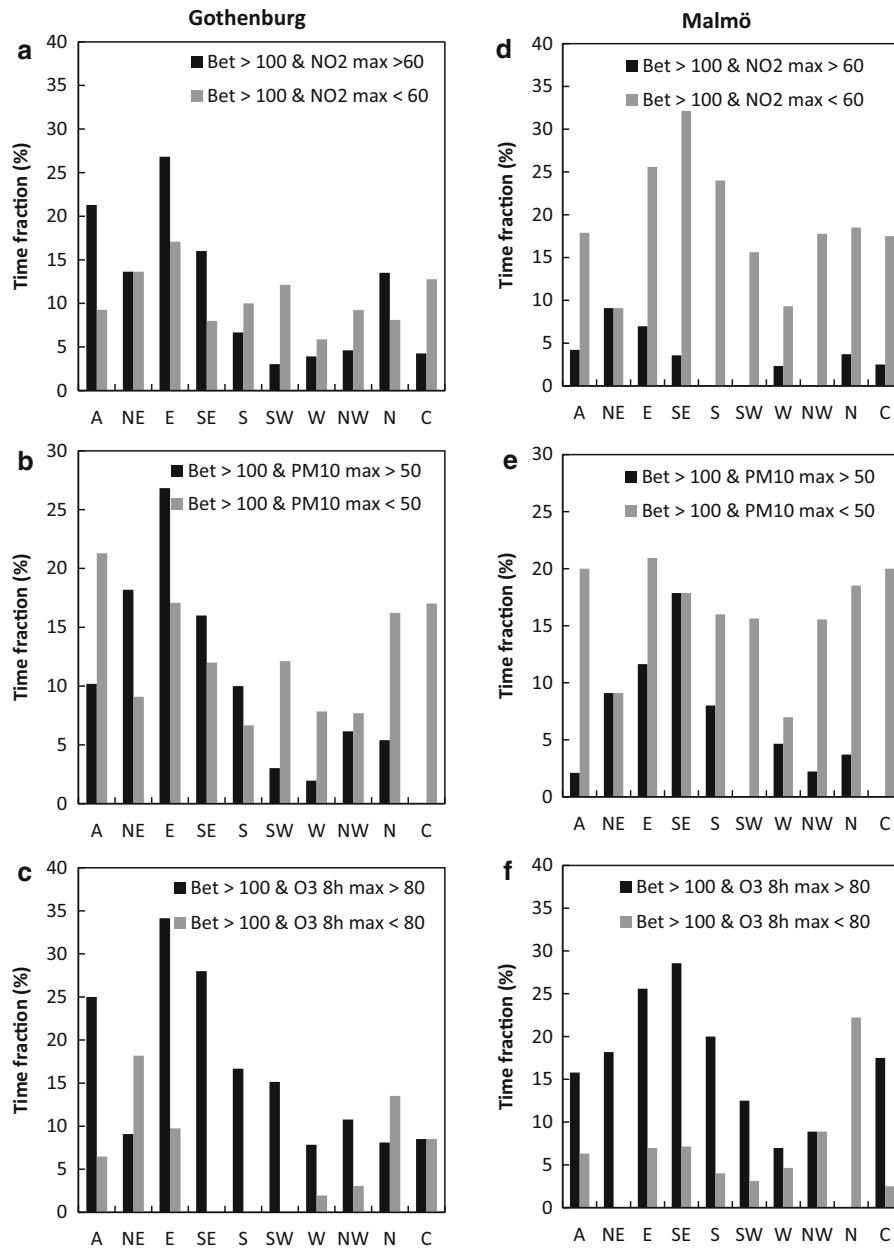 Gothenburg
a
Bet > 100 & NO2 max >60
Bet > 100 & NO2 max < 60
Time fraction (%)
40
35
30
25
20
15
10
5
0
A NE E SE S SW W NW N C
b
Bet > 100 & PM10 max > 50
Bet > 100 & PM10 max < 50
Time fraction (%)
30
25
20
15
10
5
0
A NE E SE S SW W NW N C
c
Bet > 100 & O3 8h max > 80
Bet > 100 & O3 8h max < 80
Time fraction (%)
40
35
30
25
20
15
10
5
0
A NE E SE S SW W NW N C
Malmö
d
Bet > 100 & NO2 max > 60
Bet > 100 & NO2 max < 60
Time fraction (%)
40
35
30
25
20
15
10
5
0
A NE E SE S SW W NW N C
e
Bet > 100 & PM10 max > 50
Bet > 100 & PM10 max < 50
Time fraction (%)
30
25
20
15
10
5
0
A NE E SE S SW W NW N C
f
Bet > 100 & O3 8h max > 80
Bet > 100 & O3 8h max < 80
Time fraction (%)
40
35
30
25
20
15
10
5
0
A NE E SE S SW W NW N C